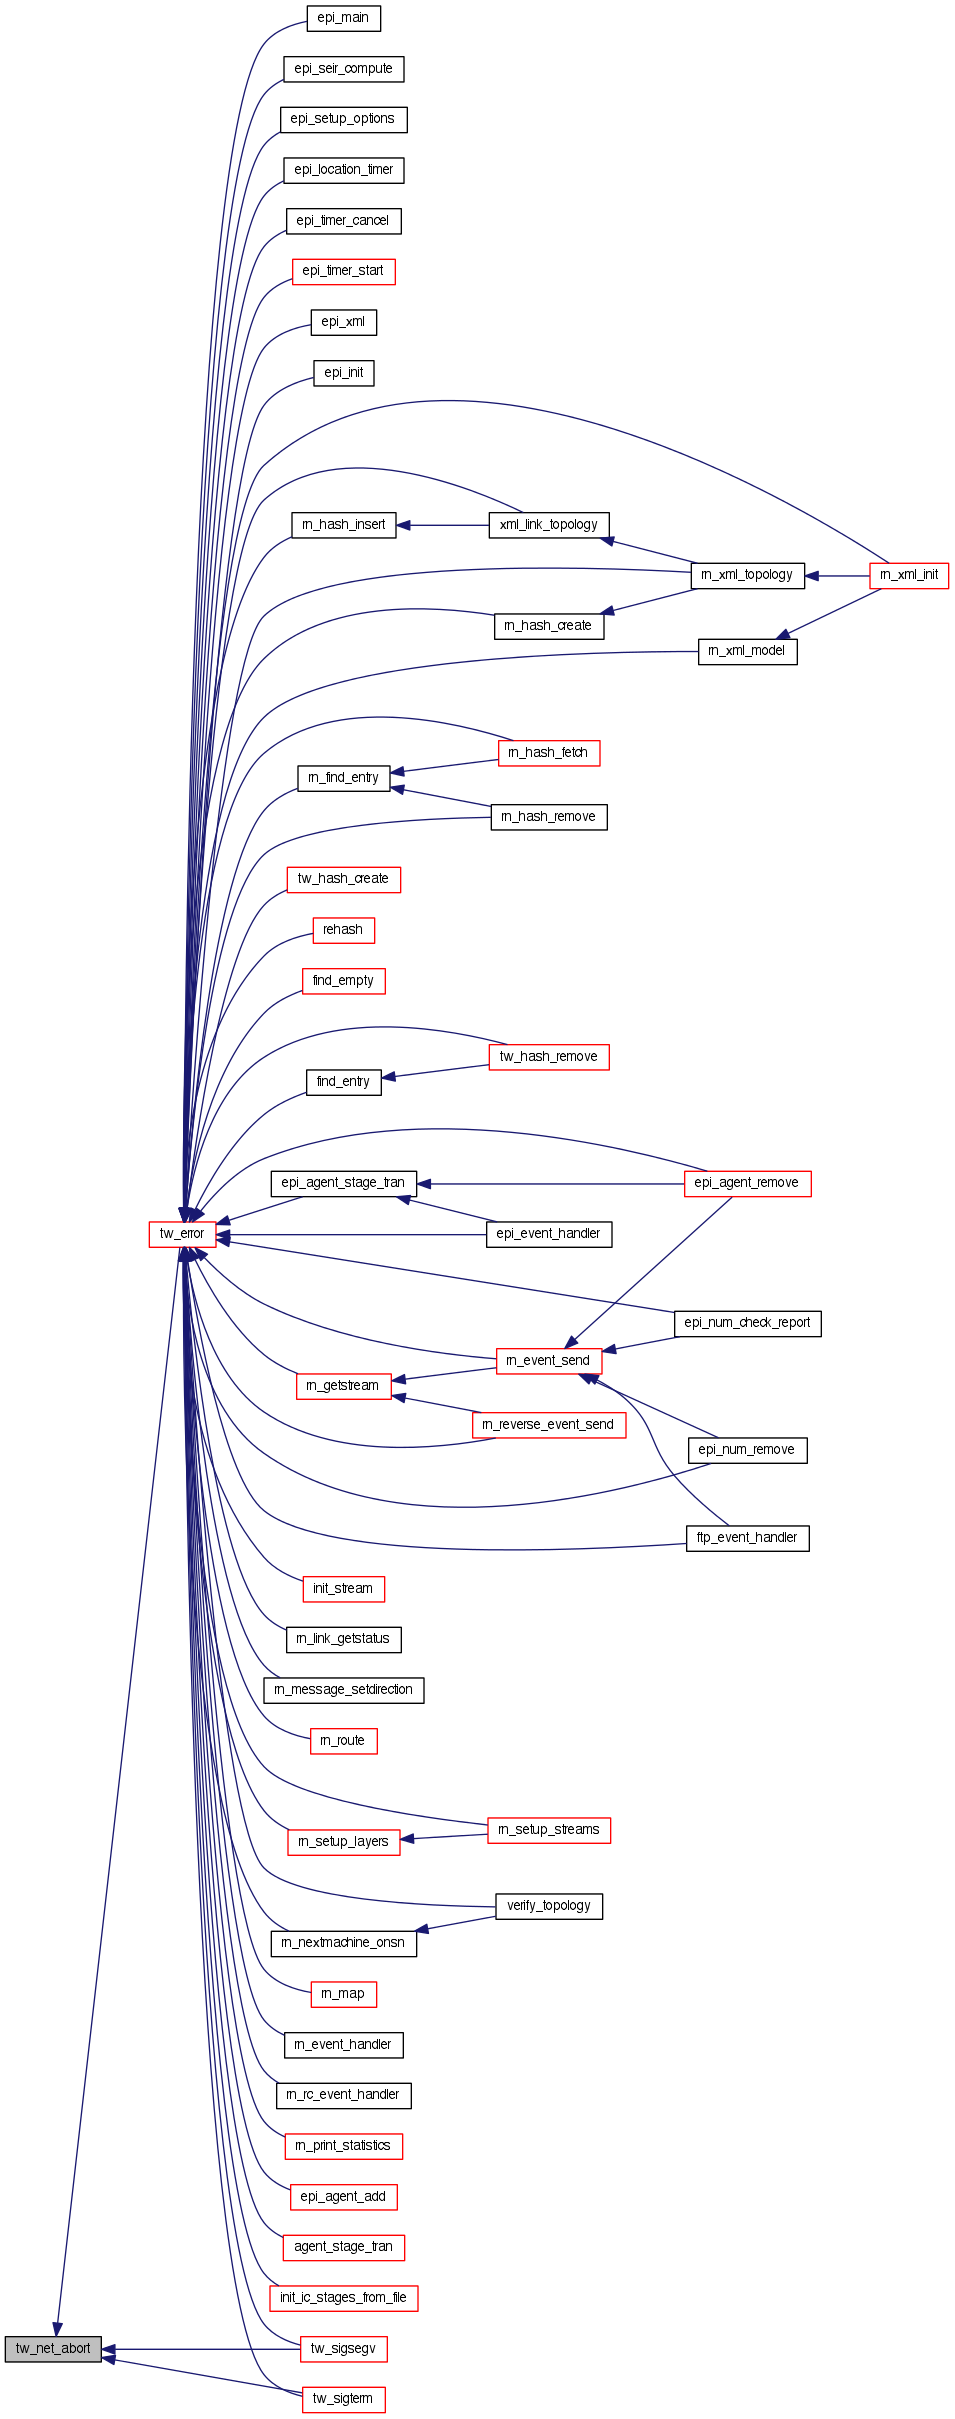 epi_main
epi_seir_compute
epi_setup_options
epi_location_timer
epi_timer_cancel
epi_timer_start
epi_xml
epi_init
rn_hash_insert
xml_link_topology
rn_xml_topology
rn_xml_init
rn_hash_create
rn_xml_model
rn_hash_fetch
rn_find_entry
rn_hash_remove
tw_hash_create
rehash
find_empty
tw_hash_remove
find_entry
epi_agent_stage_tran
epi_agent_remove
tw_error
epi_event_handler
epi_num_check_report
rn_event_send
rn_getstream
rn_reverse_event_send
epi_num_remove
ftp_event_handler
init_stream
rn_link_getstatus
rn_message_setdirection
rn_route
rn_setup_streams
rn_setup_layers
verify_topology
rn_nextmachine_onsn
rn_map
rn_event_handler
rn_rc_event_handler
rn_print_statistics
epi_agent_add
agent_stage_tran
init_ic_stages_from_file
tw_net_abort
tw_sigsegv
tw_sigterm